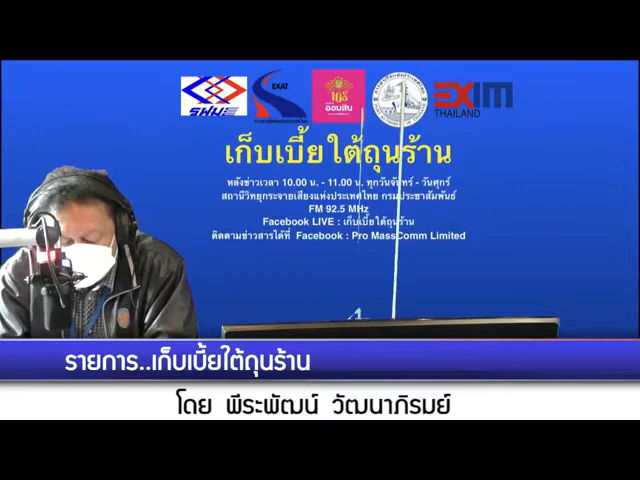 รฟม
EXAT
ออมสิน
EXIM
THAILAND
เก็บเบี้ยใต้ถุนร้าน
หลังข่าวเวลา 10.00 น. - 11.00 น. ทุกวันจันทร์ - วันศุกร์
สถานีวิทยุกระจายเสียงแห่งประเทศไทย กรมประชาสัมพันธ์
FM 92.5 MHz
Facebook LIVE : เก็บเบี้ยใต้ถุนร้าน
ติดตามข่าวสารได้ที่ Facebook : Pro MassComm Limited
รายการ..เก็บเบี้ยใต้ถุนร้าน
โดย พีระพัฒน์ วัฒนาภิรมย์